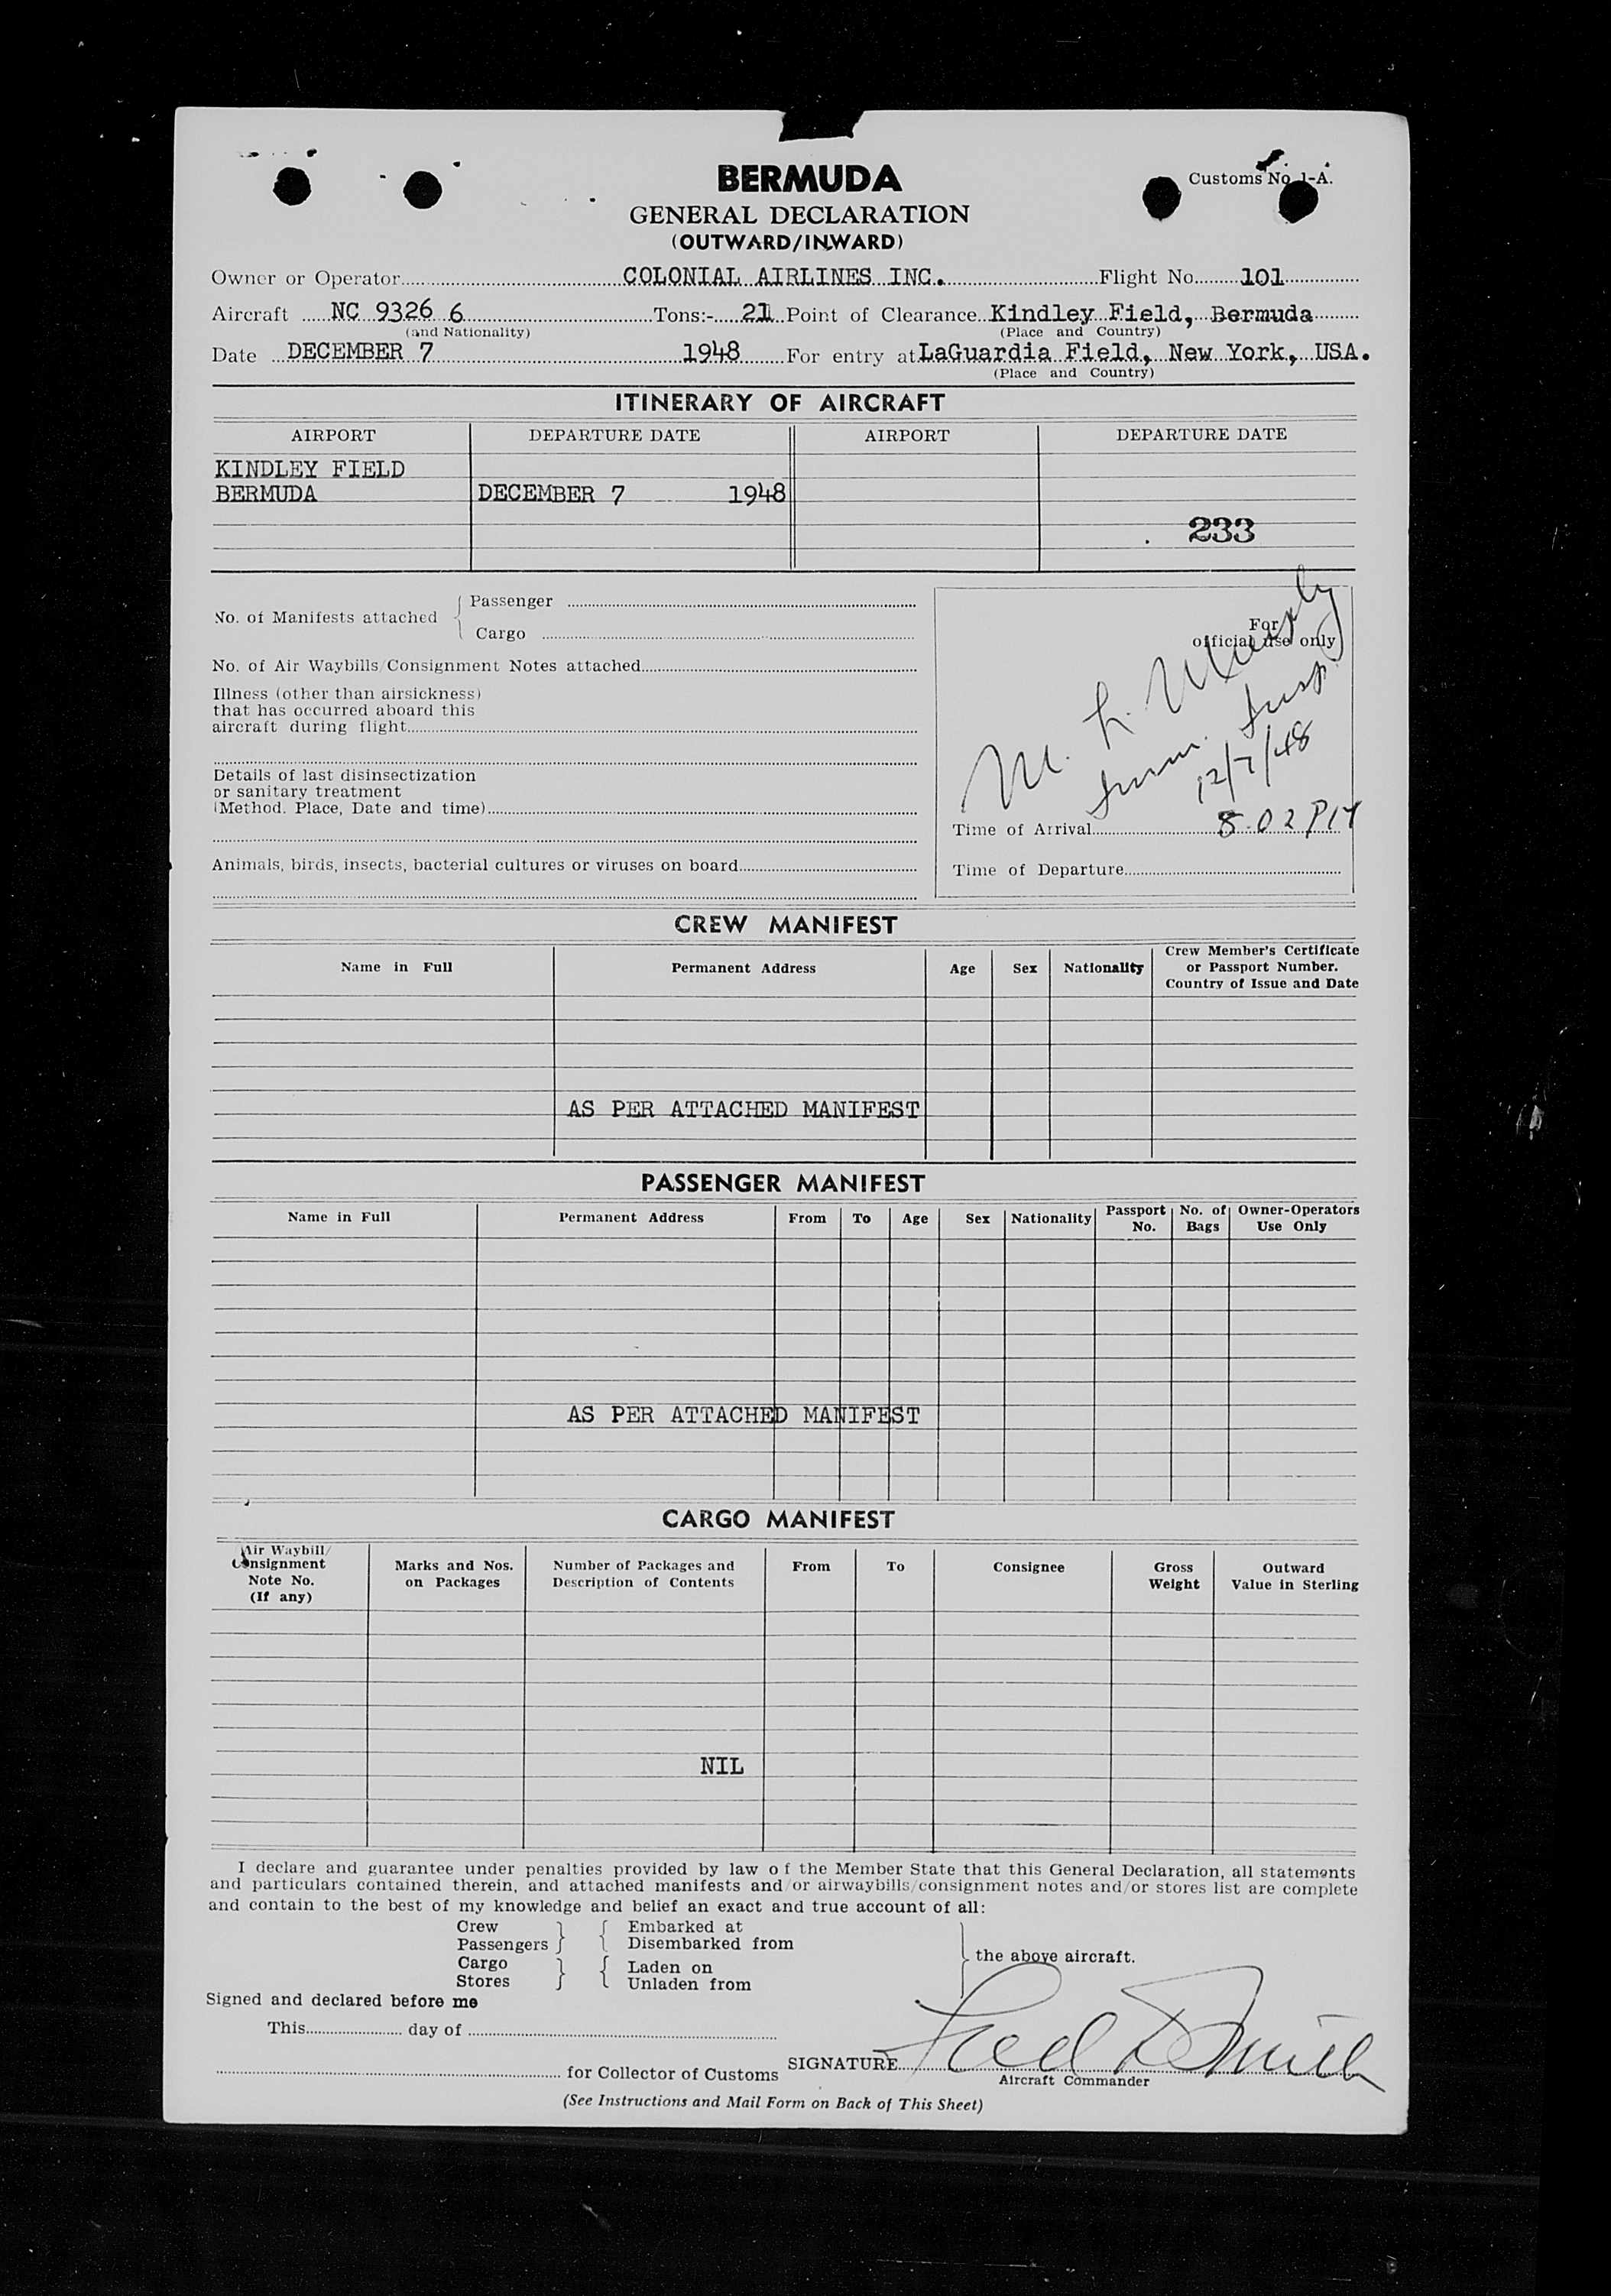 BERMUDA
Customs No. 1-A.
GENERAL DECLARATION
(OUTWARD/INWARD)
Owner or Operator COLONIAL AIRLINES INC. Flight No. 101
Aircraft NC 9326 6 Tons:- 21 Point of Clearance Kindley Field, Bermuda
(and Nationality) (Place and Country)
Date DECEMBER 7 1948 For entry at LaGuardia Field, New York, USA.
(Place and Country)
ITINERARY OF AIRCRAFT
AIRPORT DEPARTURE DATE AIRPORT DEPARTURE DATE
KINDLEY FIELD
BERMUDA DECEMBER 7 1948
233
No. of Manifests attached
Passenger
Cargo
No. of Air Waybills/Consignment Notes attached
Illness (other than airsickness)
that has occurred aboard this
aircraft during flight
Details of last disinsectization
or sanitary treatment
(Method. Place, Date and time)
Animals, birds, insects, bacterial cultures or viruses on board
For
official use only
M. L.
Imm. Insp.
12/7/48
Time of Arrival 8.02 PM
Time of Departure
CREW MANIFEST
Name in Full Permanent Address Age Sex Nationality Crew Member's Certificate
or Passport Number.
Country of Issue and Date
AS PER ATTACHED MANIFEST
PASSENGER MANIFEST
Name in Full Permanent Address From To Age Sex Nationality Passport No. No. of Bags Owner-Operators Use Only
AS PER ATTACHED MANIFEST
CARGO MANIFEST
Air Waybill/
Consignment
Note No.
(If any)
Marks and Nos.
on Packages
Number of Packages and
Description of Contents
From To Consignee
Gross
Weight
Outward
Value in Sterling
NIL
I declare and guarantee under penalties provided by law of the Member State that this General Declaration, all statements
and particulars contained therein, and attached manifests and/or airwaybills/consignment notes and/or stores list are complete
and contain to the best of my knowledge and belief an exact and true account of all:
Crew Embarked at
Passengers Disembarked from
the above aircraft.
Cargo Laden on
Stores Unladen from
Signed and declared before me
This day of
for Collector of Customs
SIGNATURE Fred D Smith
Aircraft Commander
(See Instructions and Mail Form on Back of This Sheet)